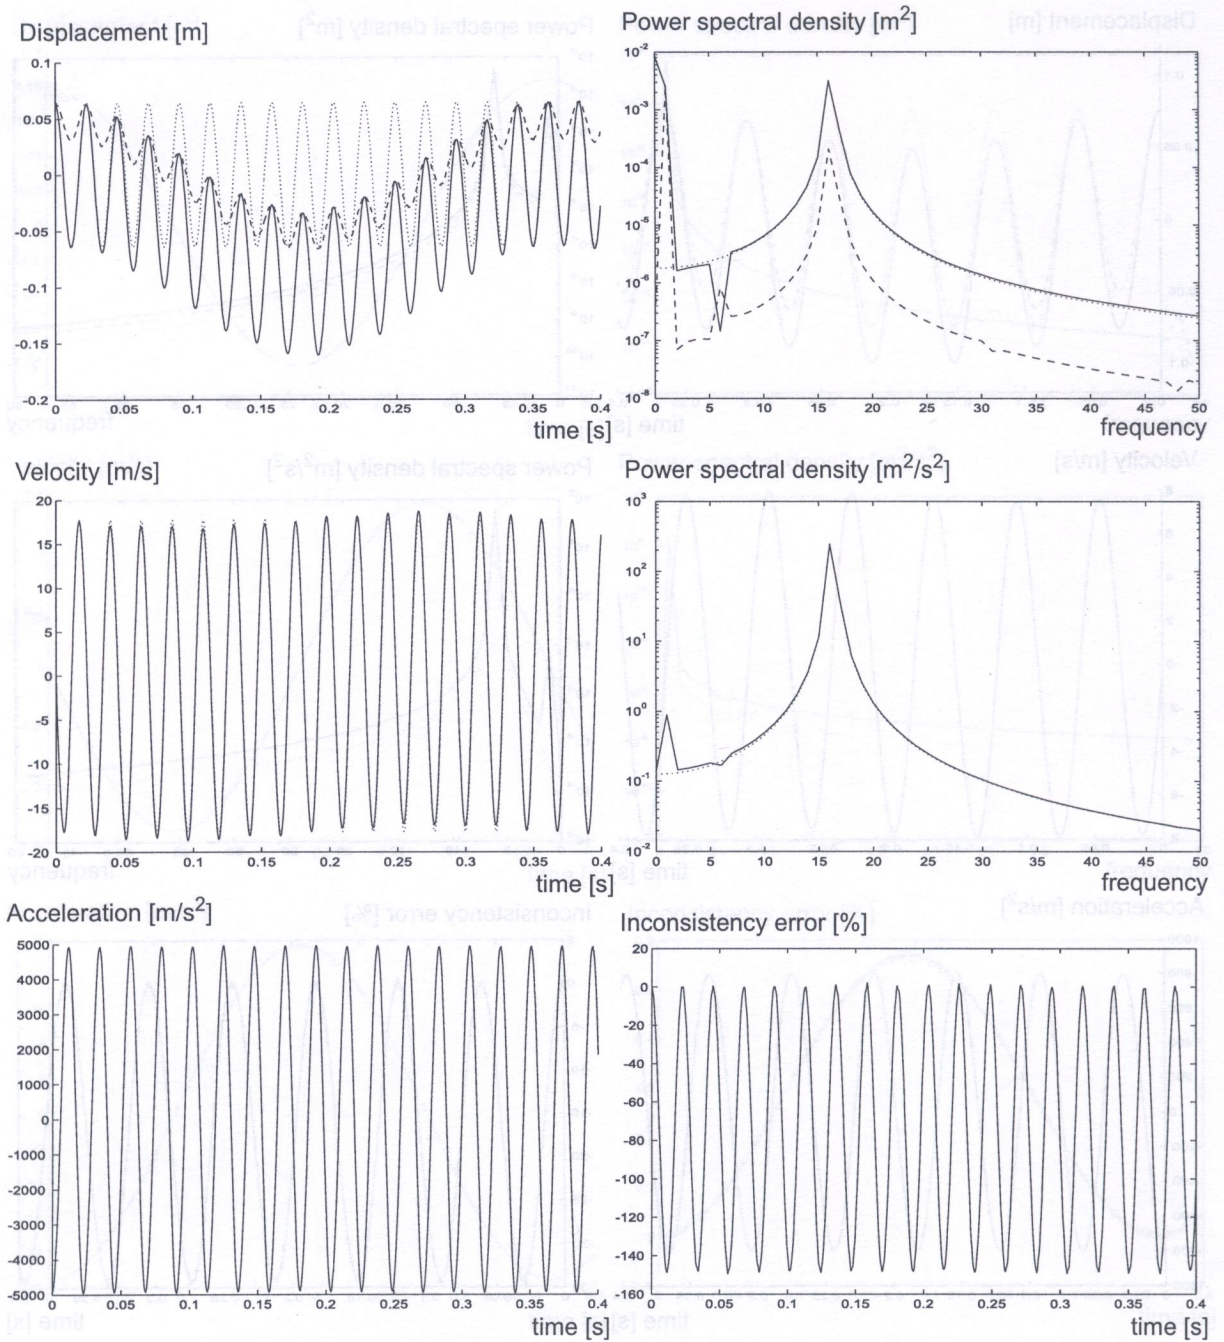 Displacement [m]
0.1
0.05
0
-0.05
-0.1
-0.15
-0.2
0 0.05 0.1 0.15 0.2 0.25 0.3 0.35 0.4
time [s]
Power spectral density [m²]
10⁻²
10⁻³
10⁻⁴
10⁻⁵
10⁻⁶
10⁻⁷
10⁻⁸
0 5 10 15 20 25 30 35 40 45 50
frequency
Velocity [m/s]
20
15
10
5
0
-5
-10
-15
-20
0 0.05 0.1 0.15 0.2 0.25 0.3 0.35 0.4
time [s]
Power spectral density [m²/s²]
10³
10²
10¹
10⁰
10⁻¹
10⁻²
0 5 10 15 20 25 30 35 40 45 50
frequency
Acceleration [m/s²]
5000
4000
3000
2000
1000
0
-1000
-2000
-3000
-4000
-5000
0 0.05 0.1 0.15 0.2 0.25 0.3 0.35 0.4
time [s]
Inconsistency error [%]
20
0
-20
-40
-60
-80
-100
-120
-140
-160
0 0.05 0.1 0.15 0.2 0.25 0.3 0.35 0.4
time [s]